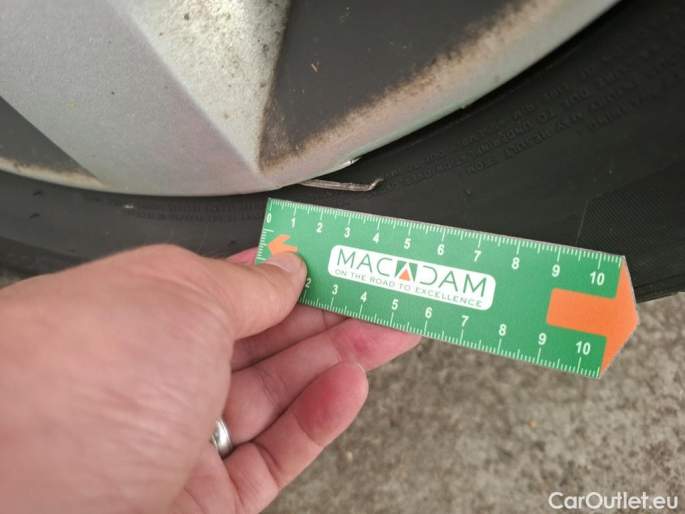 0 1 2 3 4 5 6 7 8 9 10
MACADAM
ON THE ROAD TO EXCELLENCE
2 3 4 5 6 7 8 9 10
CarOutlet.eu